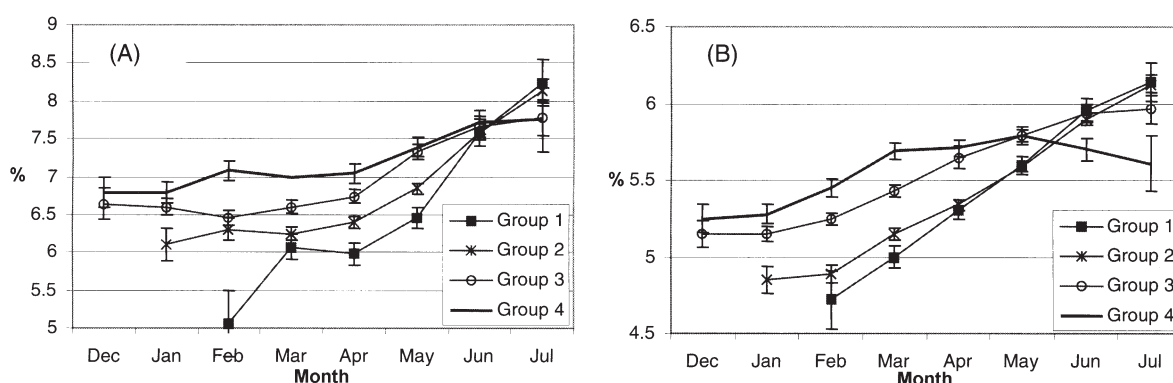 (A)
9
8.5
8
7.5
7
6.5
6
5.5
5
%
Dec Jan Feb Mar Apr May Jun Jul
Month
Group 1
Group 2
Group 3
Group 4
(B)
6.5
6
5.5
5
4.5
%
Dec Jan Feb Mar Apr May Jun Jul
Month
Group 1
Group 2
Group 3
Group 4